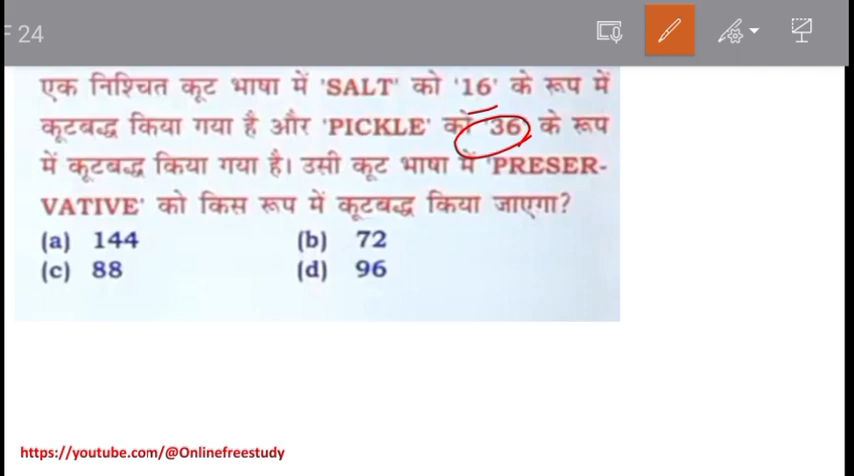 F 24
एक निश्चित कूट भाषा में 'SALT' को '16' के रूप में
कूटबद्ध किया गया है और 'PICKLE' को '36' के रूप
में कूटबद्ध किया गया है। उसी कूट भाषा में 'PRESER-
VATIVE' को किस रूप में कूटबद्ध किया जाएगा?
(a) 144 (b) 72
(c) 88 (d) 96
https://youtube.com/@Onlinefreestudy